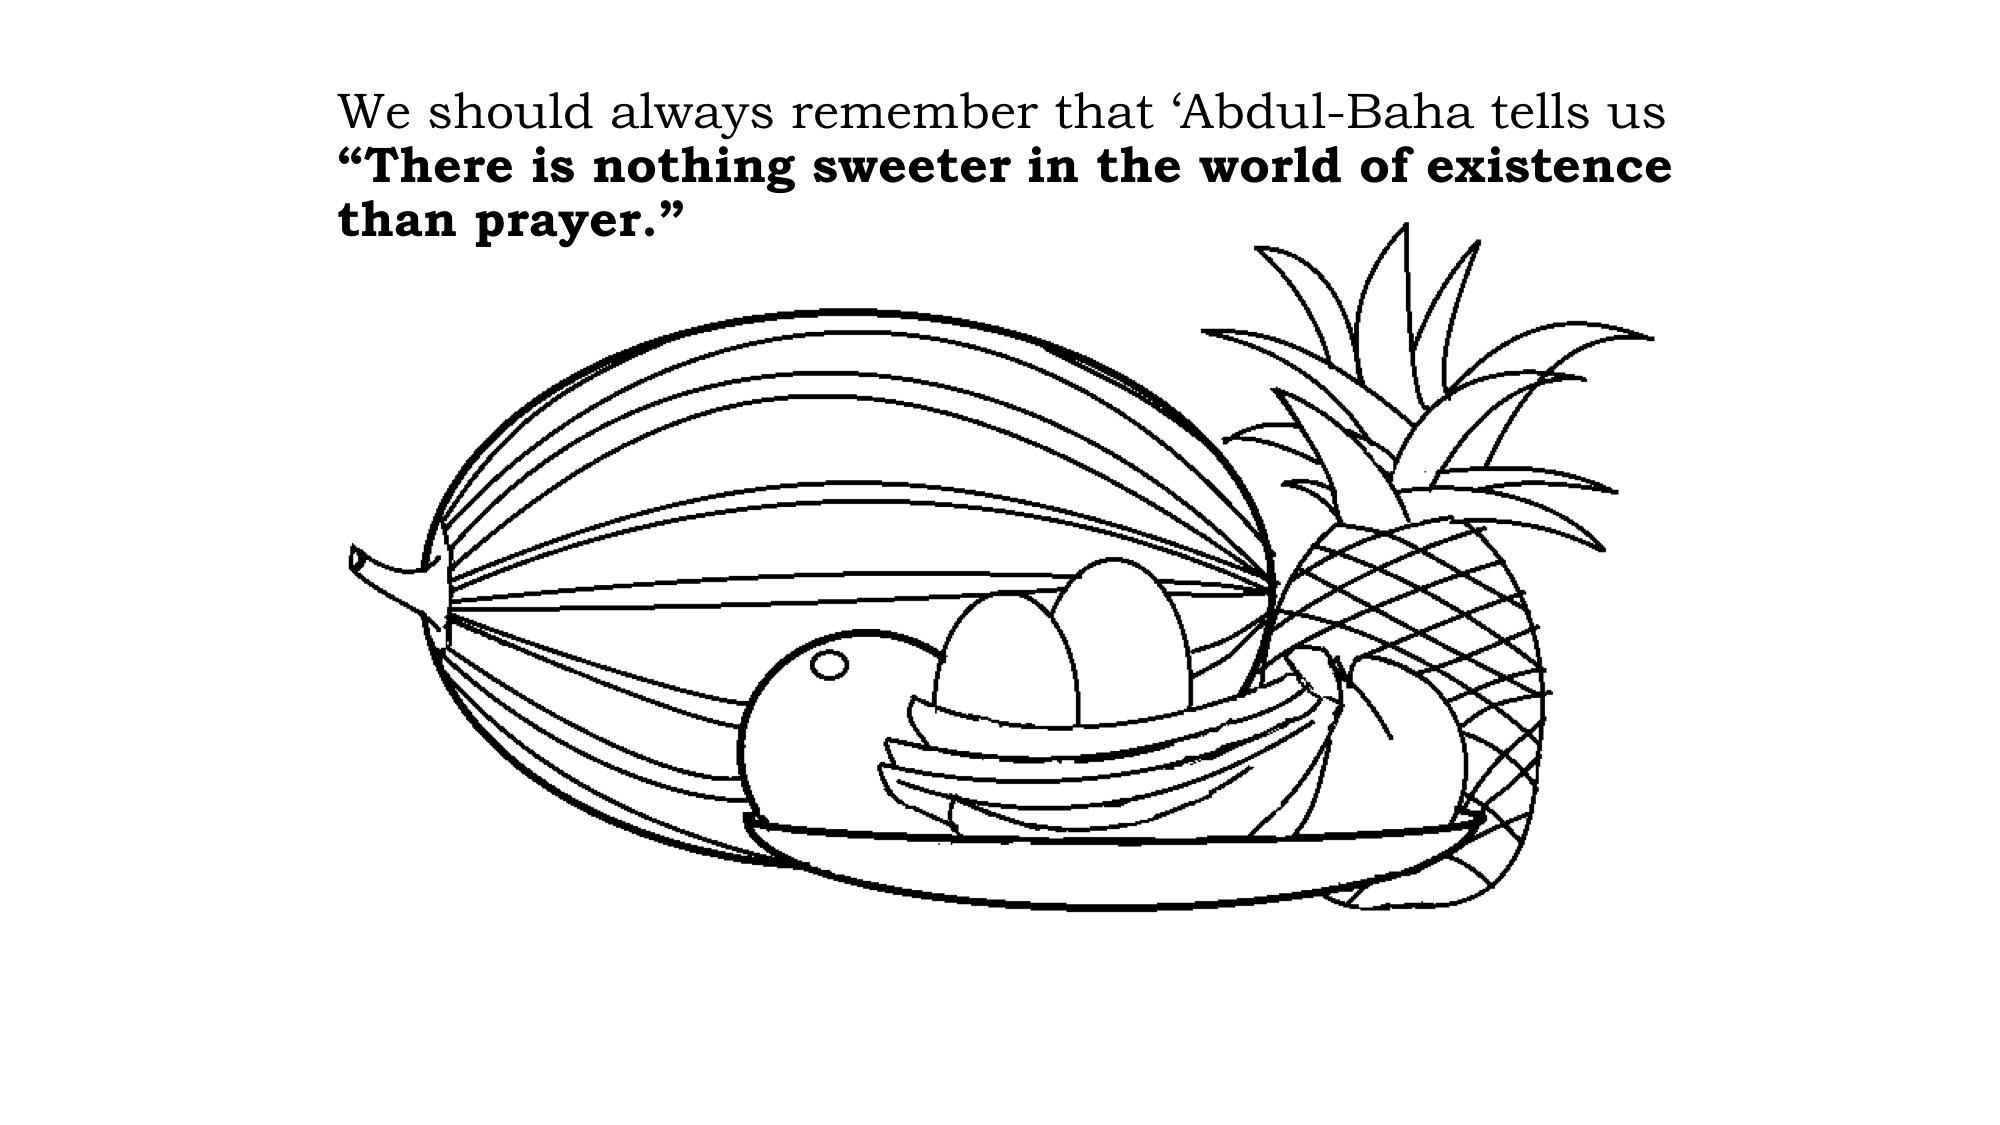 We should always remember that ‘Abdul-Baha tells us
“There is nothing sweeter in the world of existence
than prayer.”